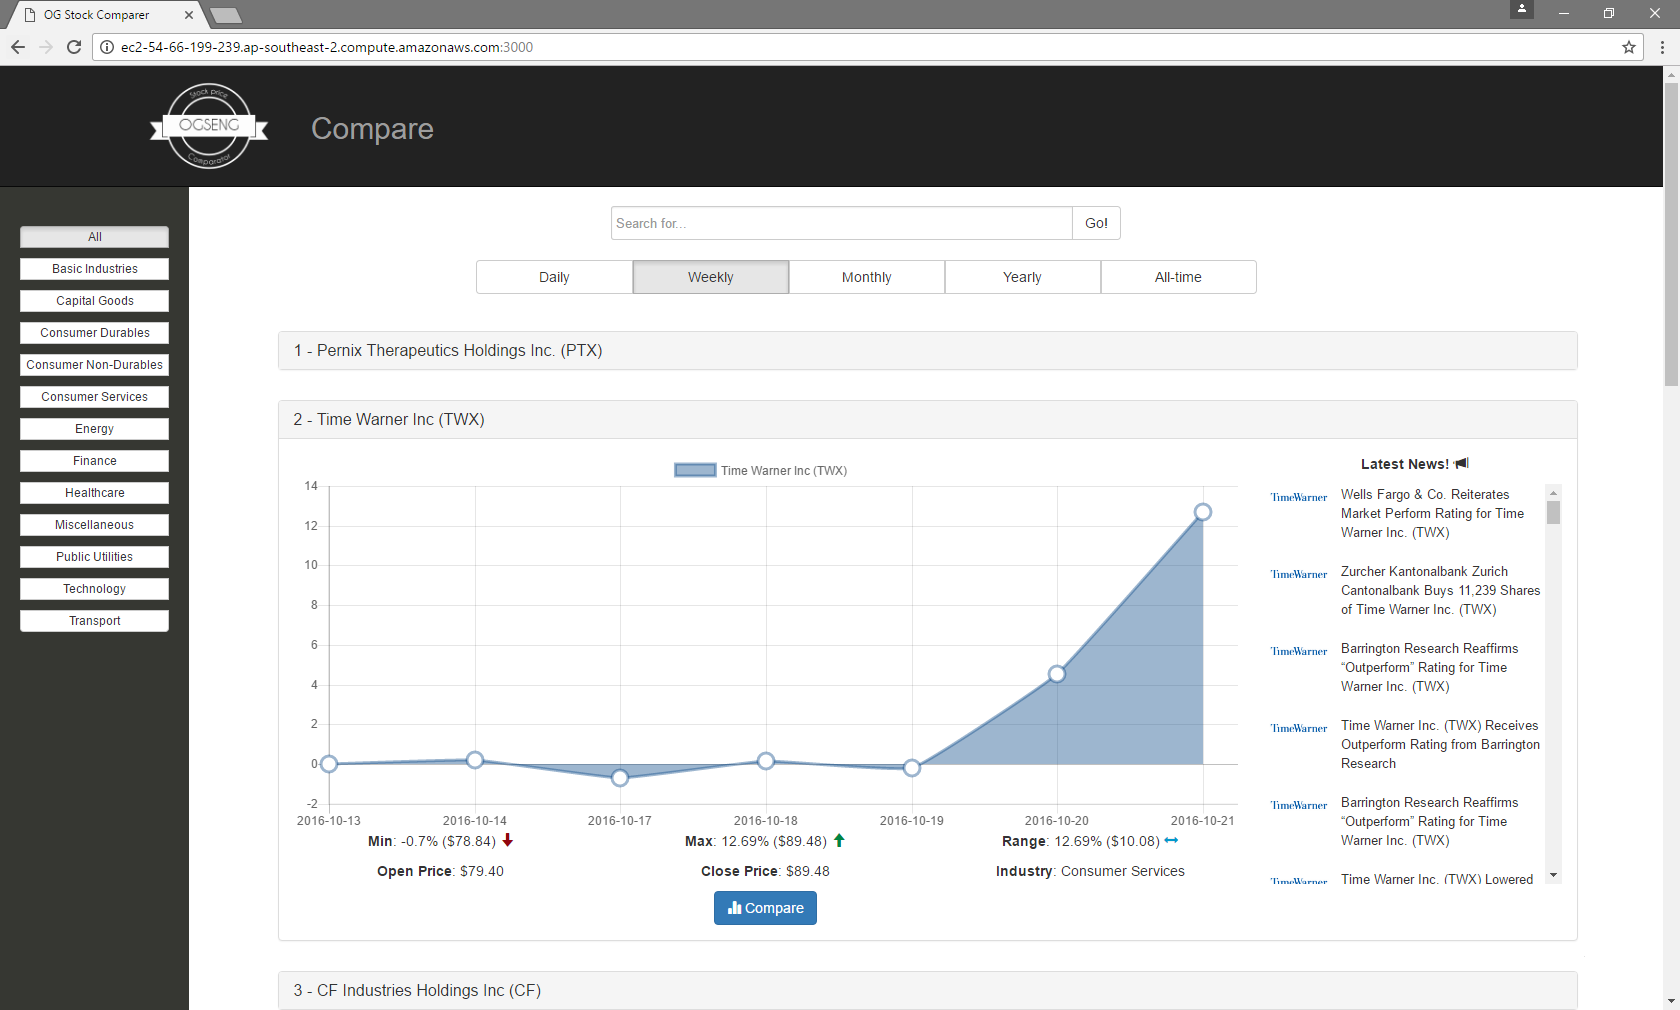 OG Stock Comparer
ec2-54-66-199-239.ap-southeast-2.compute.amazonaws.com:3000
Stock price
OGSENG
Comparator
Compare
All
Basic Industries
Capital Goods
Consumer Durables
Consumer Non-Durables
Consumer Services
Energy
Finance
Healthcare
Miscellaneous
Public Utilities
Technology
Transport
Search for...
Go!
Daily
Weekly
Monthly
Yearly
All-time
1 - Pernix Therapeutics Holdings Inc. (PTX)
2 - Time Warner Inc (TWX)
Time Warner Inc (TWX)
14
12
10
8
6
4
2
0
-2
2016-10-13
2016-10-14
2016-10-17
2016-10-18
2016-10-19
2016-10-20
2016-10-21
Min: -0.7% ($78.84)
Max: 12.69% ($89.48)
Range: 12.69% ($10.08)
Open Price: $79.40
Close Price: $89.48
Industry: Consumer Services
Compare
Latest News!
TimeWarner
Wells Fargo & Co. Reiterates
Market Perform Rating for Time
Warner Inc. (TWX)
TimeWarner
Zurcher Kantonalbank Zurich
Cantonalbank Buys 11,239 Shares
of Time Warner Inc. (TWX)
TimeWarner
Barrington Research Reaffirms
“Outperform” Rating for Time
Warner Inc. (TWX)
TimeWarner
Time Warner Inc. (TWX) Receives
Outperform Rating from Barrington
Research
TimeWarner
Barrington Research Reaffirms
“Outperform” Rating for Time
Warner Inc. (TWX)
TimeWarner
Time Warner Inc. (TWX) Lowered
3 - CF Industries Holdings Inc (CF)